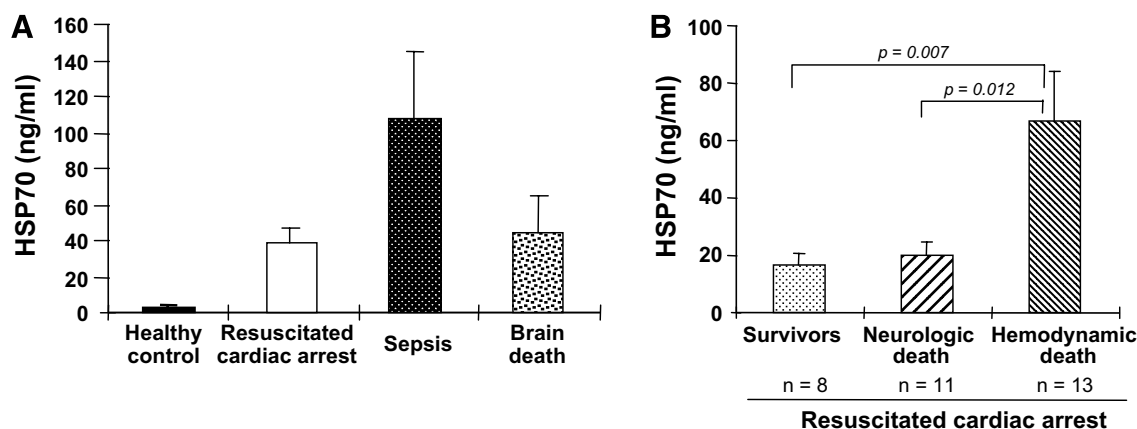 A
HSP70 (ng/ml)
160
140
120
100
80
60
40
20
0
Healthy
control
Resuscitated
cardiac arrest
Sepsis
Brain
death
B
HSP70 (ng/ml)
100
80
60
40
20
0
p = 0.007
p = 0.012
Survivors
Neurologic
death
Hemodynamic
death
n = 8
n = 11
n = 13
Resuscitated cardiac arrest